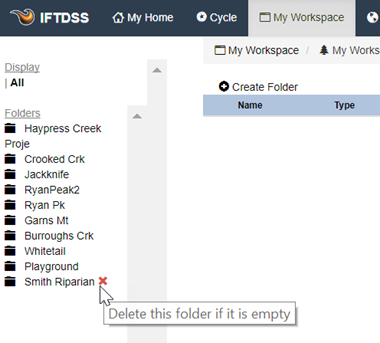 IFTDSS My Home Cycle My Workspace
My Workspace / My Works
Display
| All
Create Folder
Name Type
Folders
Haypress Creek
Proje
Crooked Crk
Jackknife
RyanPeak2
Ryan Pk
Garns Mt
Burroughs Crk
Whitetail
Playground
Smith Riparian
Delete this folder if it is empty